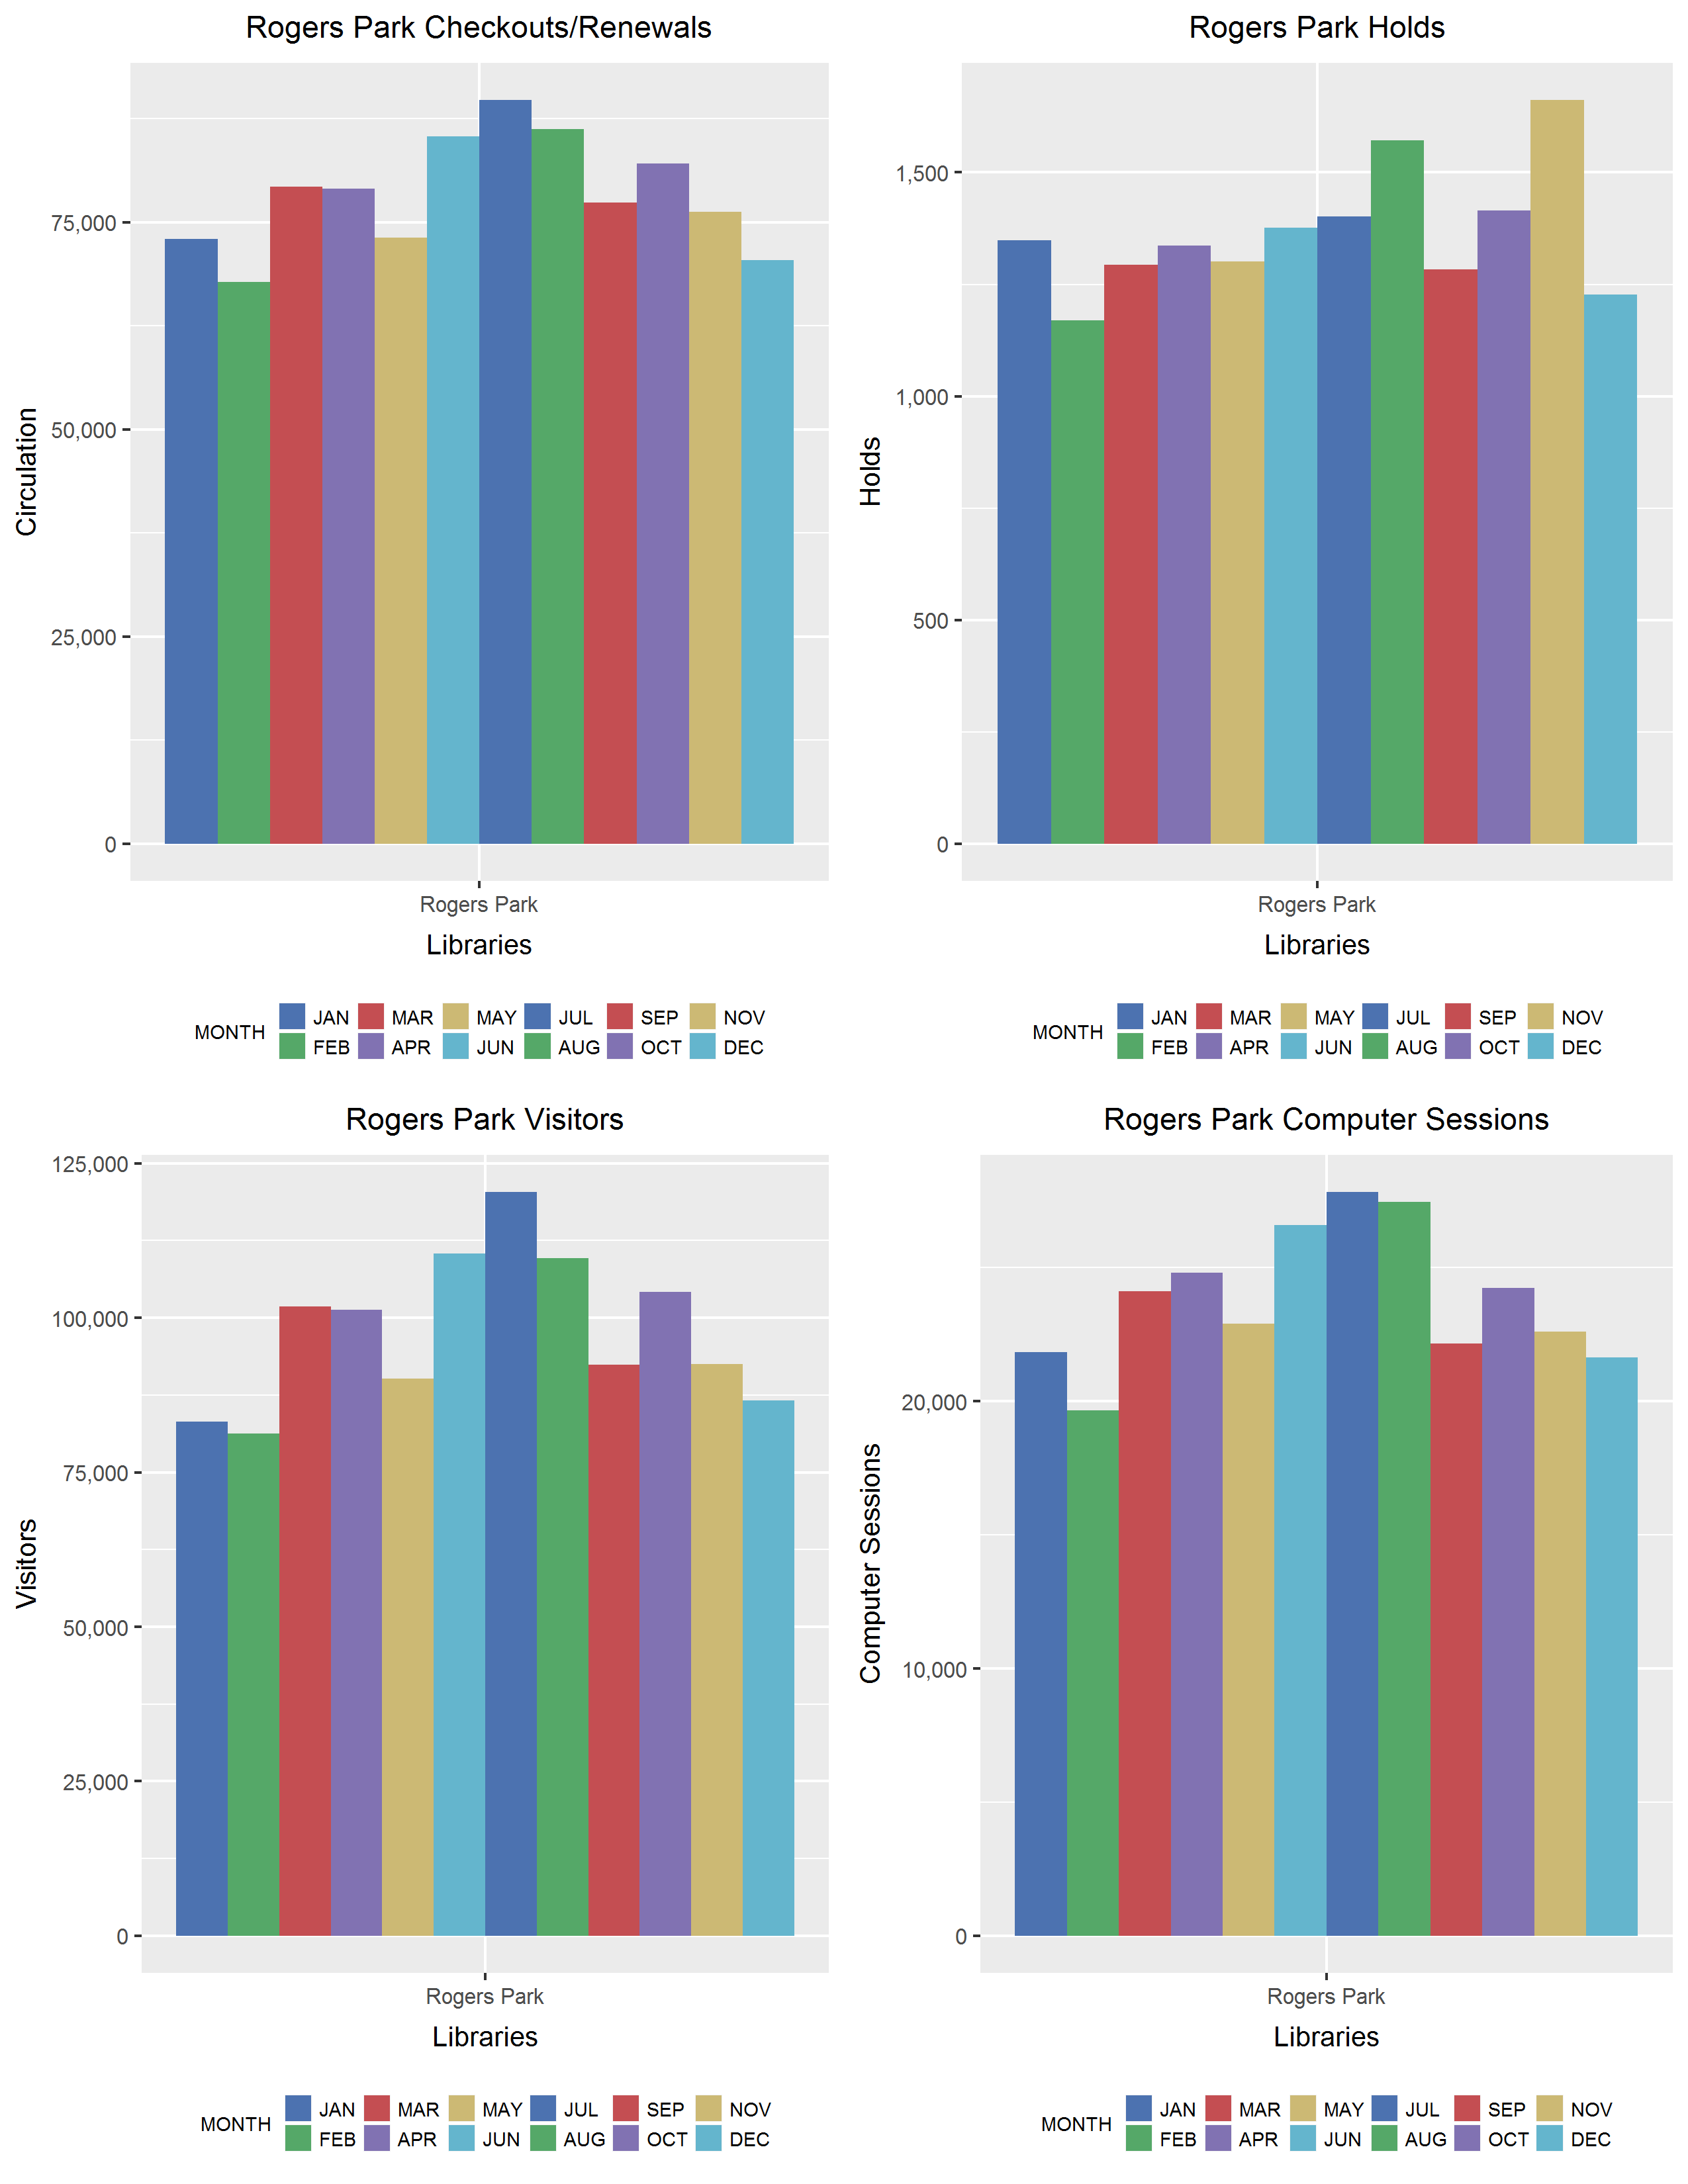 Rogers Park Checkouts/Renewals
Circulation
75,000
50,000
25,000
0
Rogers Park
Libraries
MONTH
JAN MAR MAY JUL SEP NOV
FEB APR JUN AUG OCT DEC
Rogers Park Holds
Holds
1,500
1,000
500
0
Rogers Park
Libraries
MONTH
JAN MAR MAY JUL SEP NOV
FEB APR JUN AUG OCT DEC
Rogers Park Visitors
Visitors
125,000
100,000
75,000
50,000
25,000
0
Rogers Park
Libraries
MONTH
JAN MAR MAY JUL SEP NOV
FEB APR JUN AUG OCT DEC
Rogers Park Computer Sessions
Computer Sessions
20,000
10,000
0
Rogers Park
Libraries
MONTH
JAN MAR MAY JUL SEP NOV
FEB APR JUN AUG OCT DEC